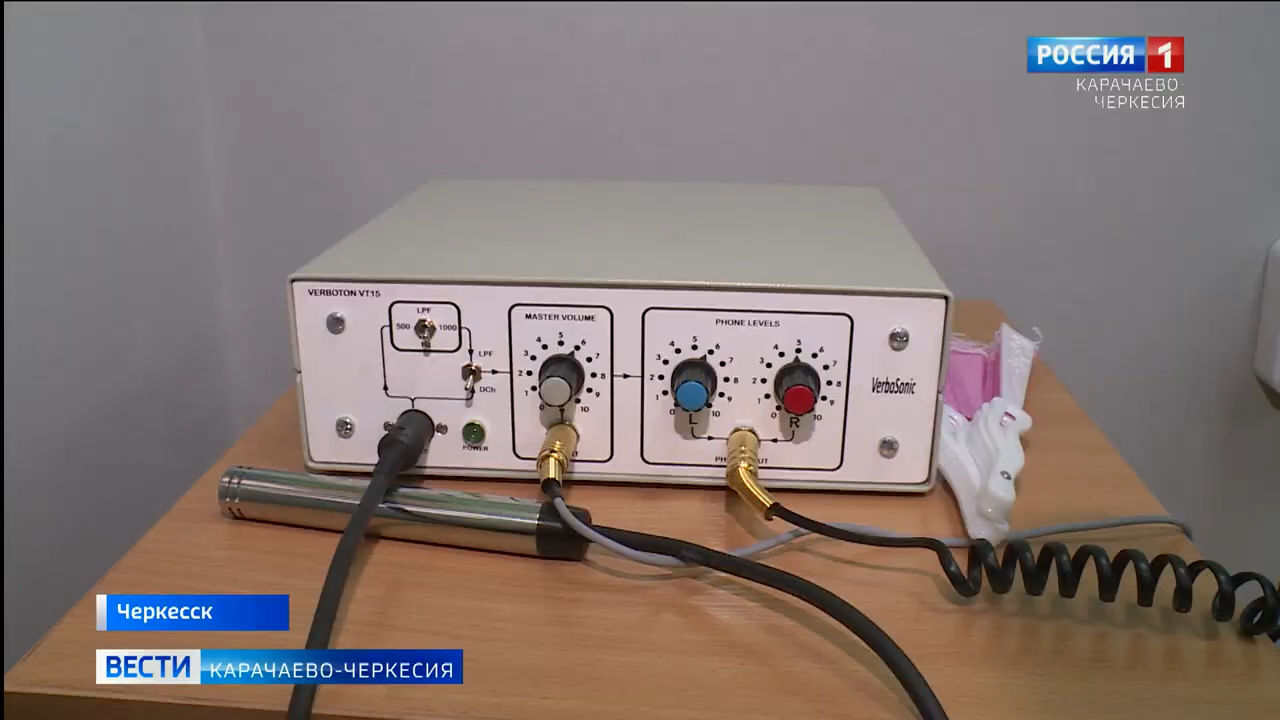 РОССИЯ 1
КАРАЧАЕВО-
ЧЕРКЕСИЯ
VERBOTON VT15
LPF
500 1000
LPF
DCh
POWER
MASTER VOLUME
0 1 2 3 4 5 6 7 8 9 10
PHONE LEVELS
0 1 2 3 4 5 6 7 8 9 10
L
0 1 2 3 4 5 6 7 8 9 10
R
VerboSonic
Черкесск
ВЕСТИ КАРАЧАЕВО-ЧЕРКЕСИЯ